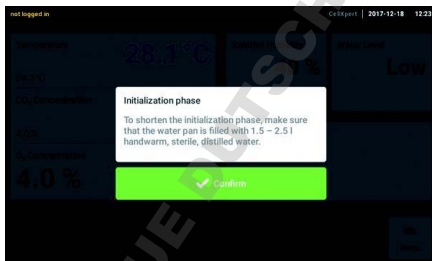 not logged in
CellXpert | 2017-12-18 12:23
Temperature
28.1 °C
Water Level
Low
%
CO₂ Concentration
Initialization phase
To shorten the initialization phase, make sure
that the water pan is filled with 1.5 – 2.5 l
handwarm, sterile, distilled water.
O₂ Concentration
4.0 %
Confirm